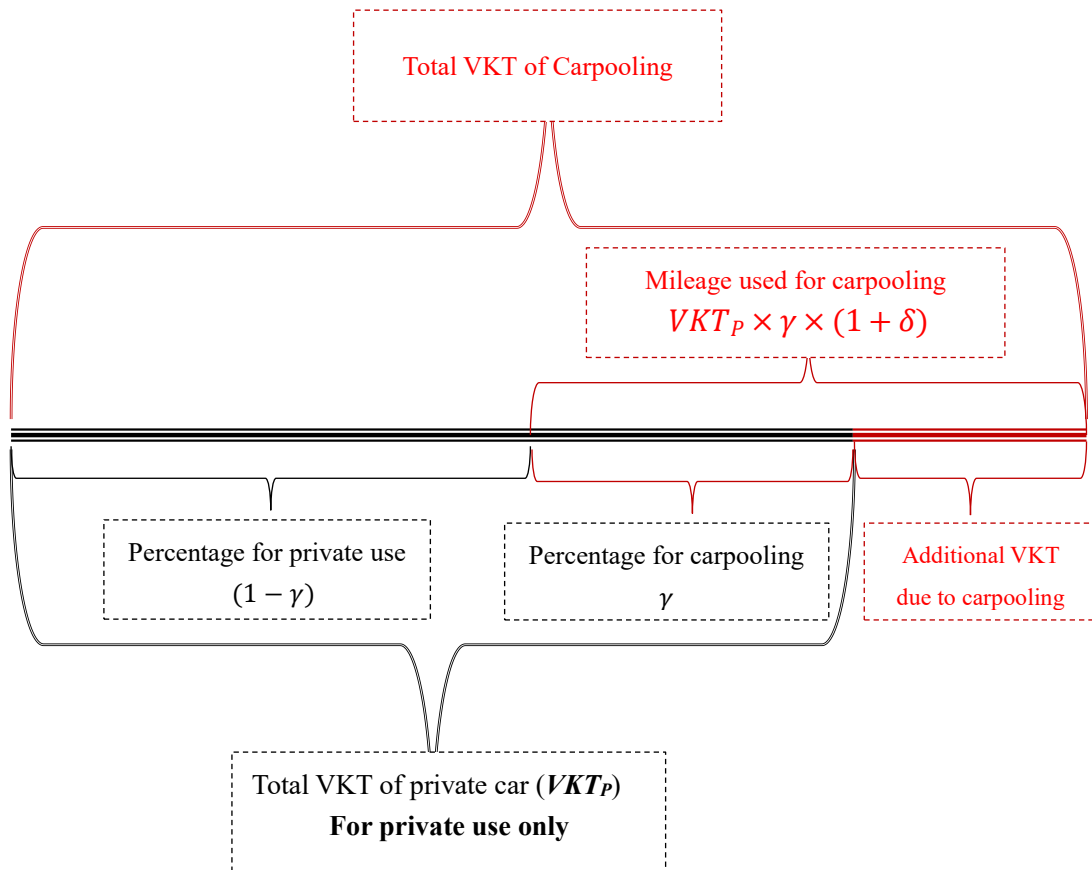 Total VKT of Carpooling
Mileage used for carpooling
𝑉𝐾𝑇_𝑃 × 𝛾 × (1 + 𝛿)
Percentage for private use
(1 − 𝛾)
Percentage for carpooling
𝛾
Additional VKT
due to carpooling
Total VKT of private car (VKT_P)
For private use only